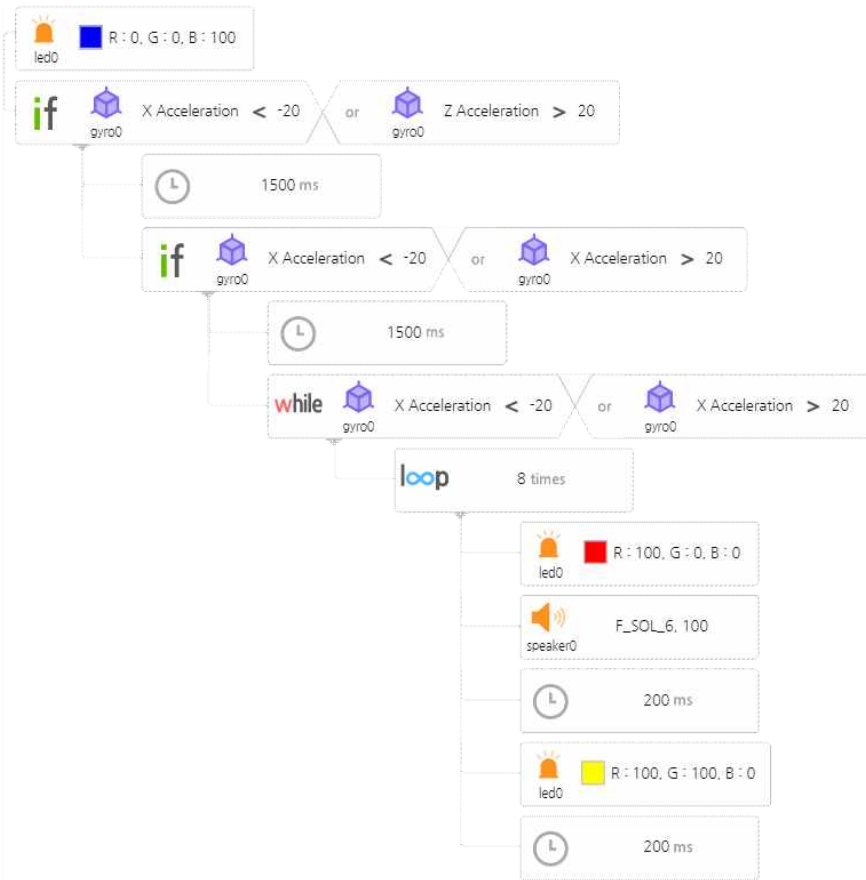 R : 0, G : 0, B : 100
led0
if X Acceleration < -20 or Z Acceleration > 20
gyro0 gyro0
1500 ms
if X Acceleration < -20 or X Acceleration > 20
gyro0 gyro0
1500 ms
while X Acceleration < -20 or X Acceleration > 20
gyro0 gyro0
loop 8 times
R : 100, G : 0, B : 0
led0
F_SOL_6, 100
speaker0
200 ms
R : 100, G : 100, B : 0
led0
200 ms